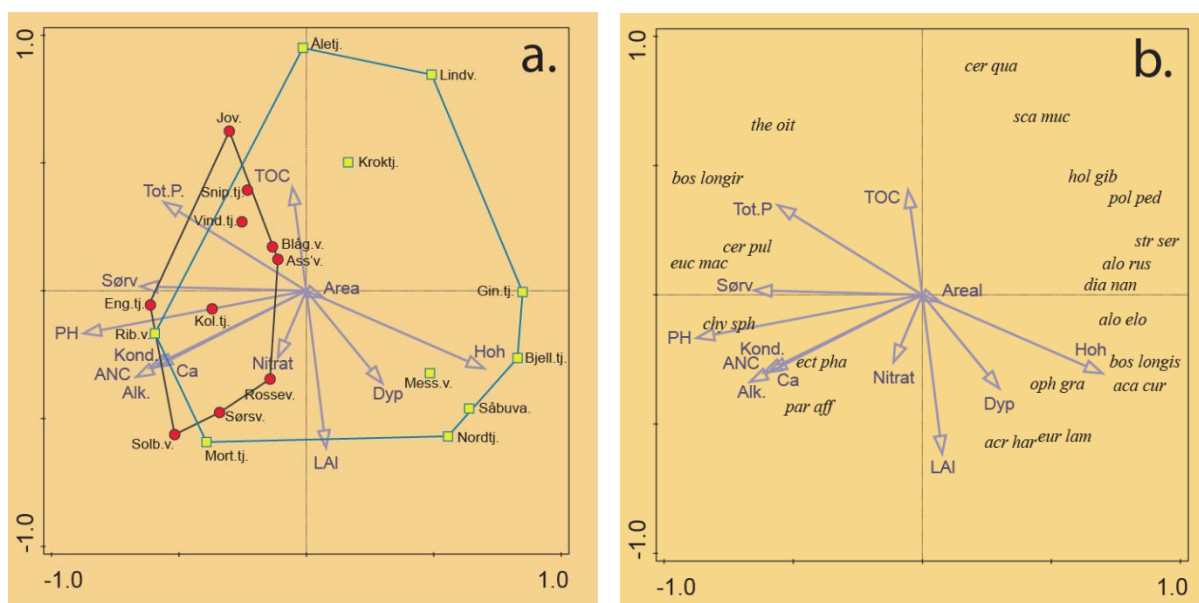 a.
1.0
Åletj.
Lindv.
Jov.
Kroktj.
TOC
Snip.tj.
Tot.P.
Vind.tj.
Blåg.v.
Ass'v.
Sørv
Area
Gin.tj.
Eng.tj.
Kol.tj.
PH
Rib.v.
Kond.
Nitrat
Hoh
Bjell.tj.
ANC
Ca
Mess.v.
Alk.
Dyp
Rossev.
Såbuva.
Sørsv.
Solb.v.
Mort.tj.
Nordtj.
LAI
-1.0
-1.0
1.0
b.
1.0
cer qua
the oit
sca muc
bos longir
hol gib
Tot.P
TOC
pol ped
cer pul
str ser
euc mac
alo rus
Sørv
Areal
dia nan
chy sph
alo elo
PH
Kond.
ect pha
Hoh
ANC
Ca
Nitrat
bos longis
Alk.
oph gra
aca cur
par aff
Dyp
acr har
eur lam
LAI
-1.0
-1.0
1.0